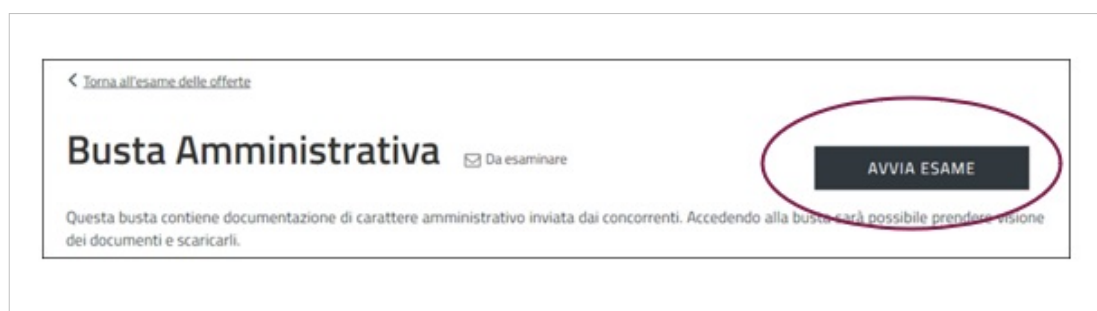 Torna all'esame delle offerte
Busta Amministrativa Da esaminare
AVVIA ESAME
Questa busta contiene documentazione di carattere amministrativo inviata dai concorrenti. Accedendo alla busta sarà possibile prendere visione
dei documenti e scaricarli.